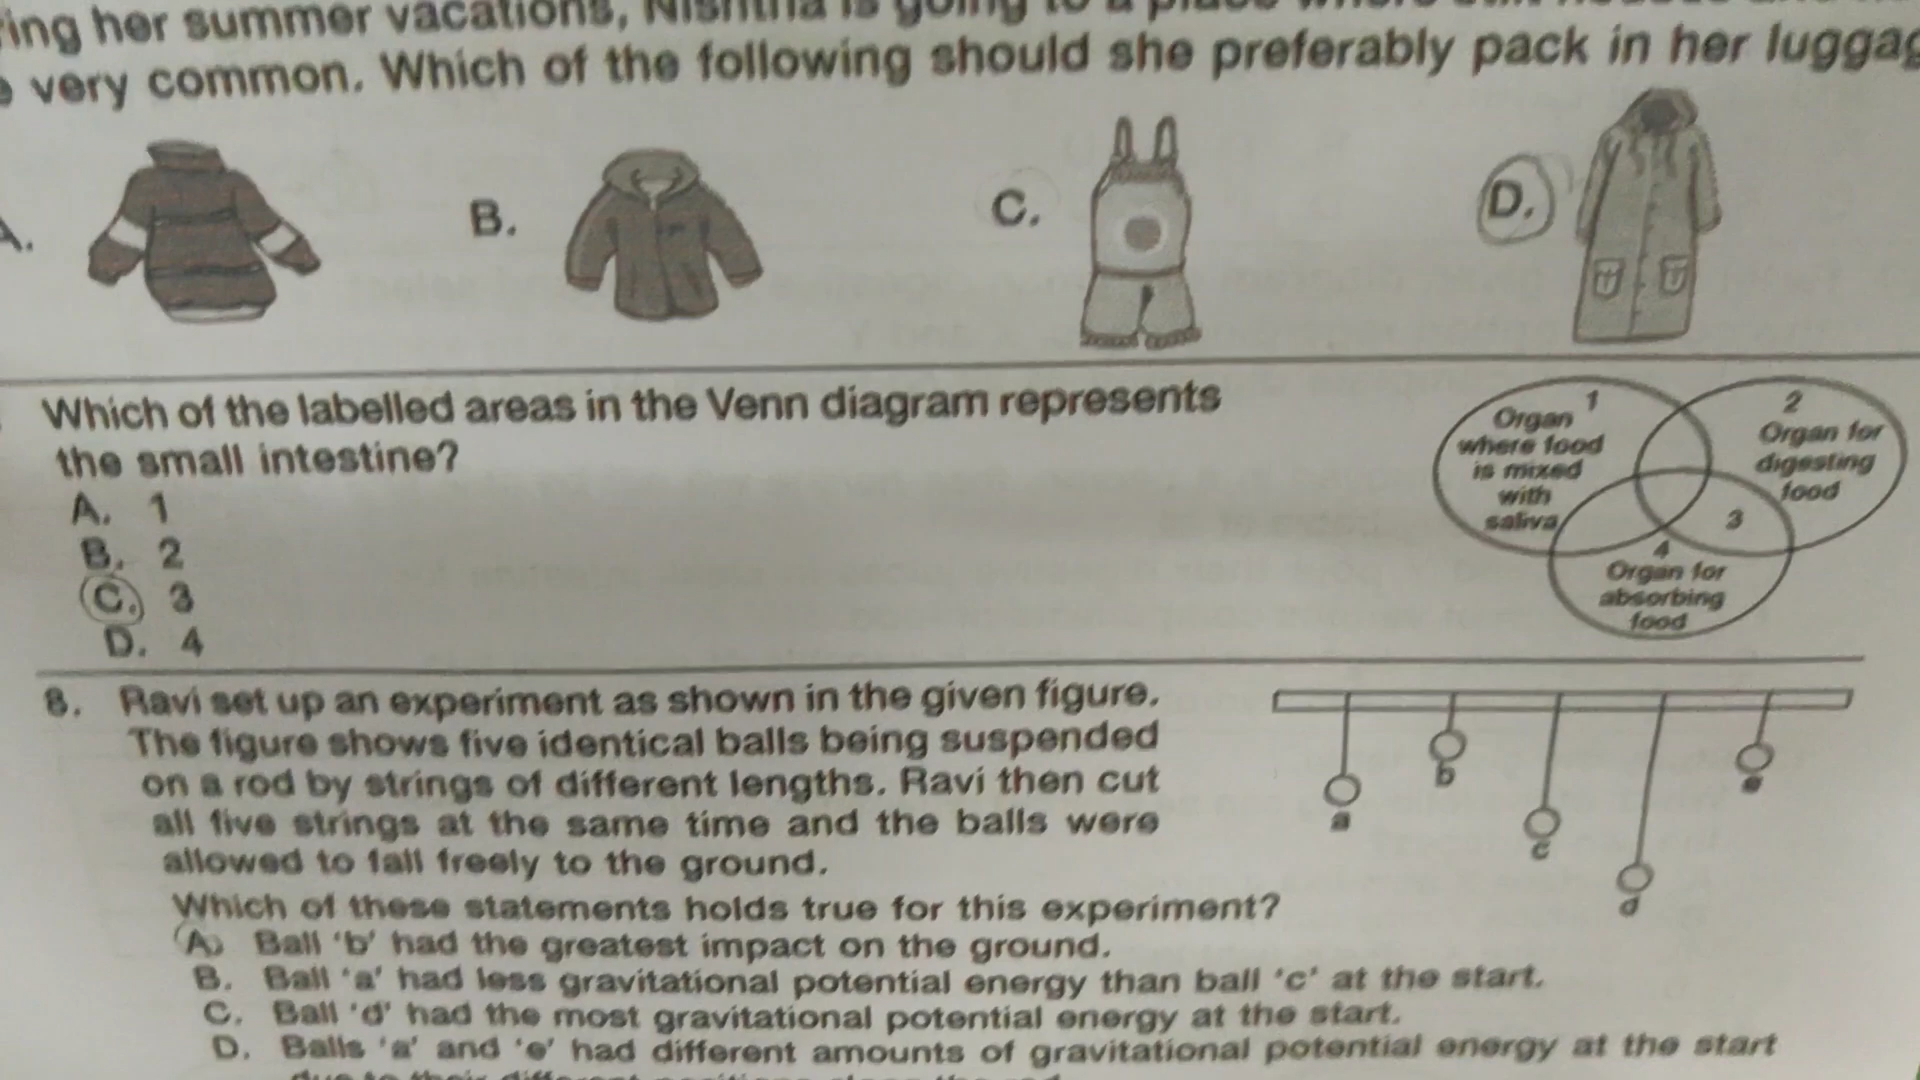 ring her summer vacations, Nishtha is going to a
very common. Which of the following should she preferably pack in her luggag
A.
B.
C.
D.
Which of the labelled areas in the Venn diagram represents
the small intestine?
A. 1
B. 2
C. 3
D. 4
1
Organ
where food
is mixed
with
saliva
2
Organ for
digesting
food
3
4
Organ for
absorbing
food
8. Ravi set up an experiment as shown in the given figure.
The figure shows five identical balls being suspended
on a rod by strings of different lengths. Ravi then cut
all five strings at the same time and the balls were
allowed to fall freely to the ground.
a
b
c
d
e
Which of these statements holds true for this experiment?
A. Ball 'b' had the greatest impact on the ground.
B. Ball 'a' had less gravitational potential energy than ball 'c' at the start.
C. Ball 'd' had the most gravitational potential energy at the start.
D. Balls 'a' and 'e' had different amounts of gravitational potential energy at the start